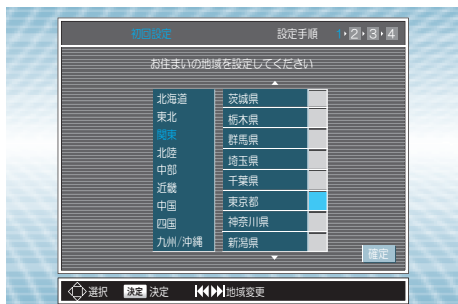 初回設定 設定手順 1 2 3 4
お住まいの地域を設定してください
北海道
東北
関東
北陸
中部
近畿
中国
四国
九州/沖縄
茨城県
栃木県
群馬県
埼玉県
千葉県
東京都
神奈川県
新潟県
確定
選択 決定 決定 地域変更